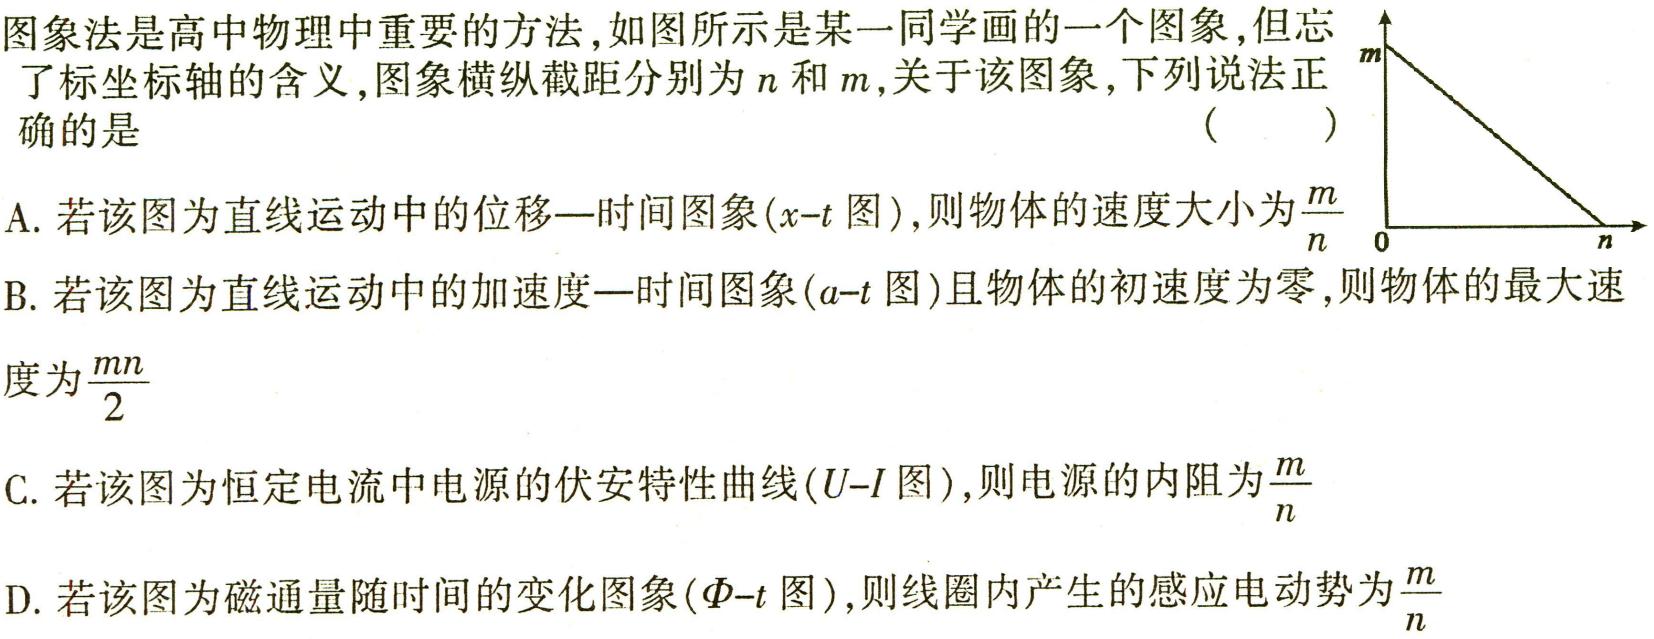 图象法是高中物理中重要的方法,如图所示是某一同学画的一个图象,但忘
了标坐标轴的含义,图象横纵截距分别为 n 和 m,关于该图象,下列说法正
确的是 ( )
m
0
n
A. 若该图为直线运动中的位移—时间图象(x–t 图),则物体的速度大小为 m/n
B. 若该图为直线运动中的加速度—时间图象(a–t 图)且物体的初速度为零,则物体的最大速
度为 mn/2
C. 若该图为恒定电流中电源的伏安特性曲线(U–I 图),则电源的内阻为 m/n
D. 若该图为磁通量随时间的变化图象(Φ–t 图),则线圈内产生的感应电动势为 m/n